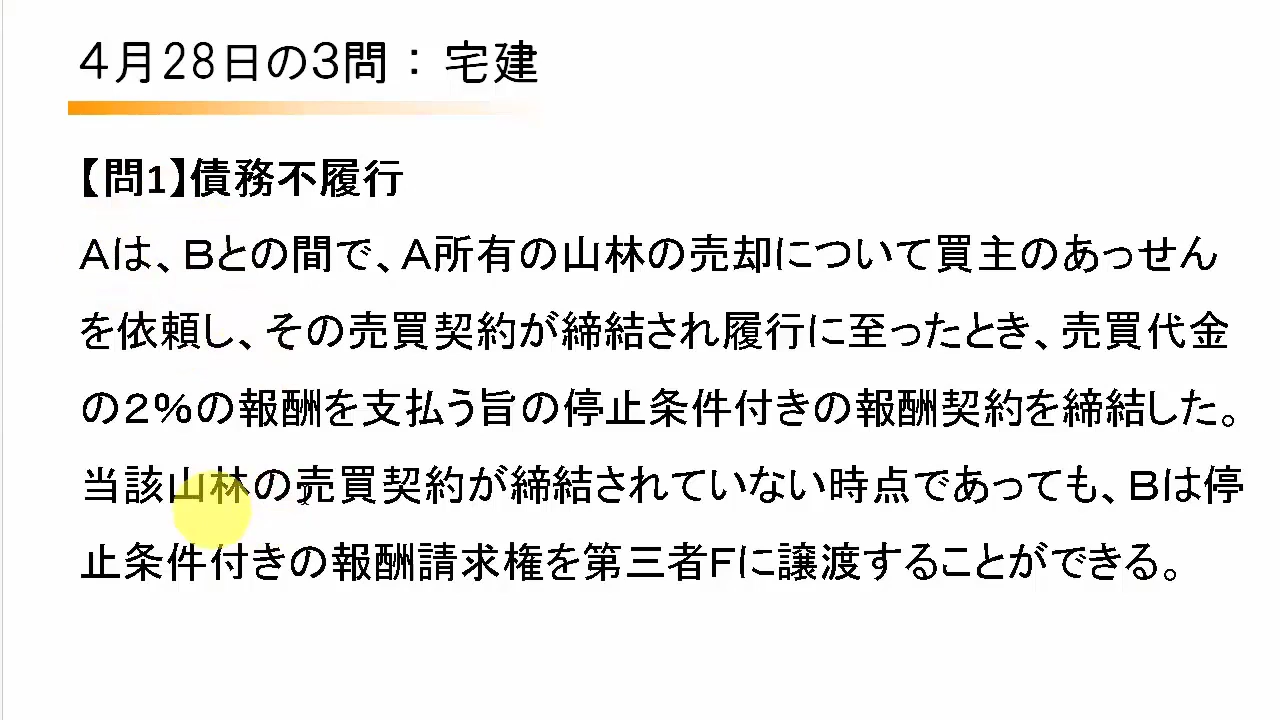 4月28日の3問：宅建
【問1】債務不履行
Aは、Bとの間で、A所有の山林の売却について買主のあっせん
を依頼し、その売買契約が締結され履行に至ったとき、売買代金
の2％の報酬を支払う旨の停止条件付きの報酬契約を締結した。
当該山林の売買契約が締結されていない時点であっても、Bは停
止条件付きの報酬請求権を第三者Fに譲渡することができる。